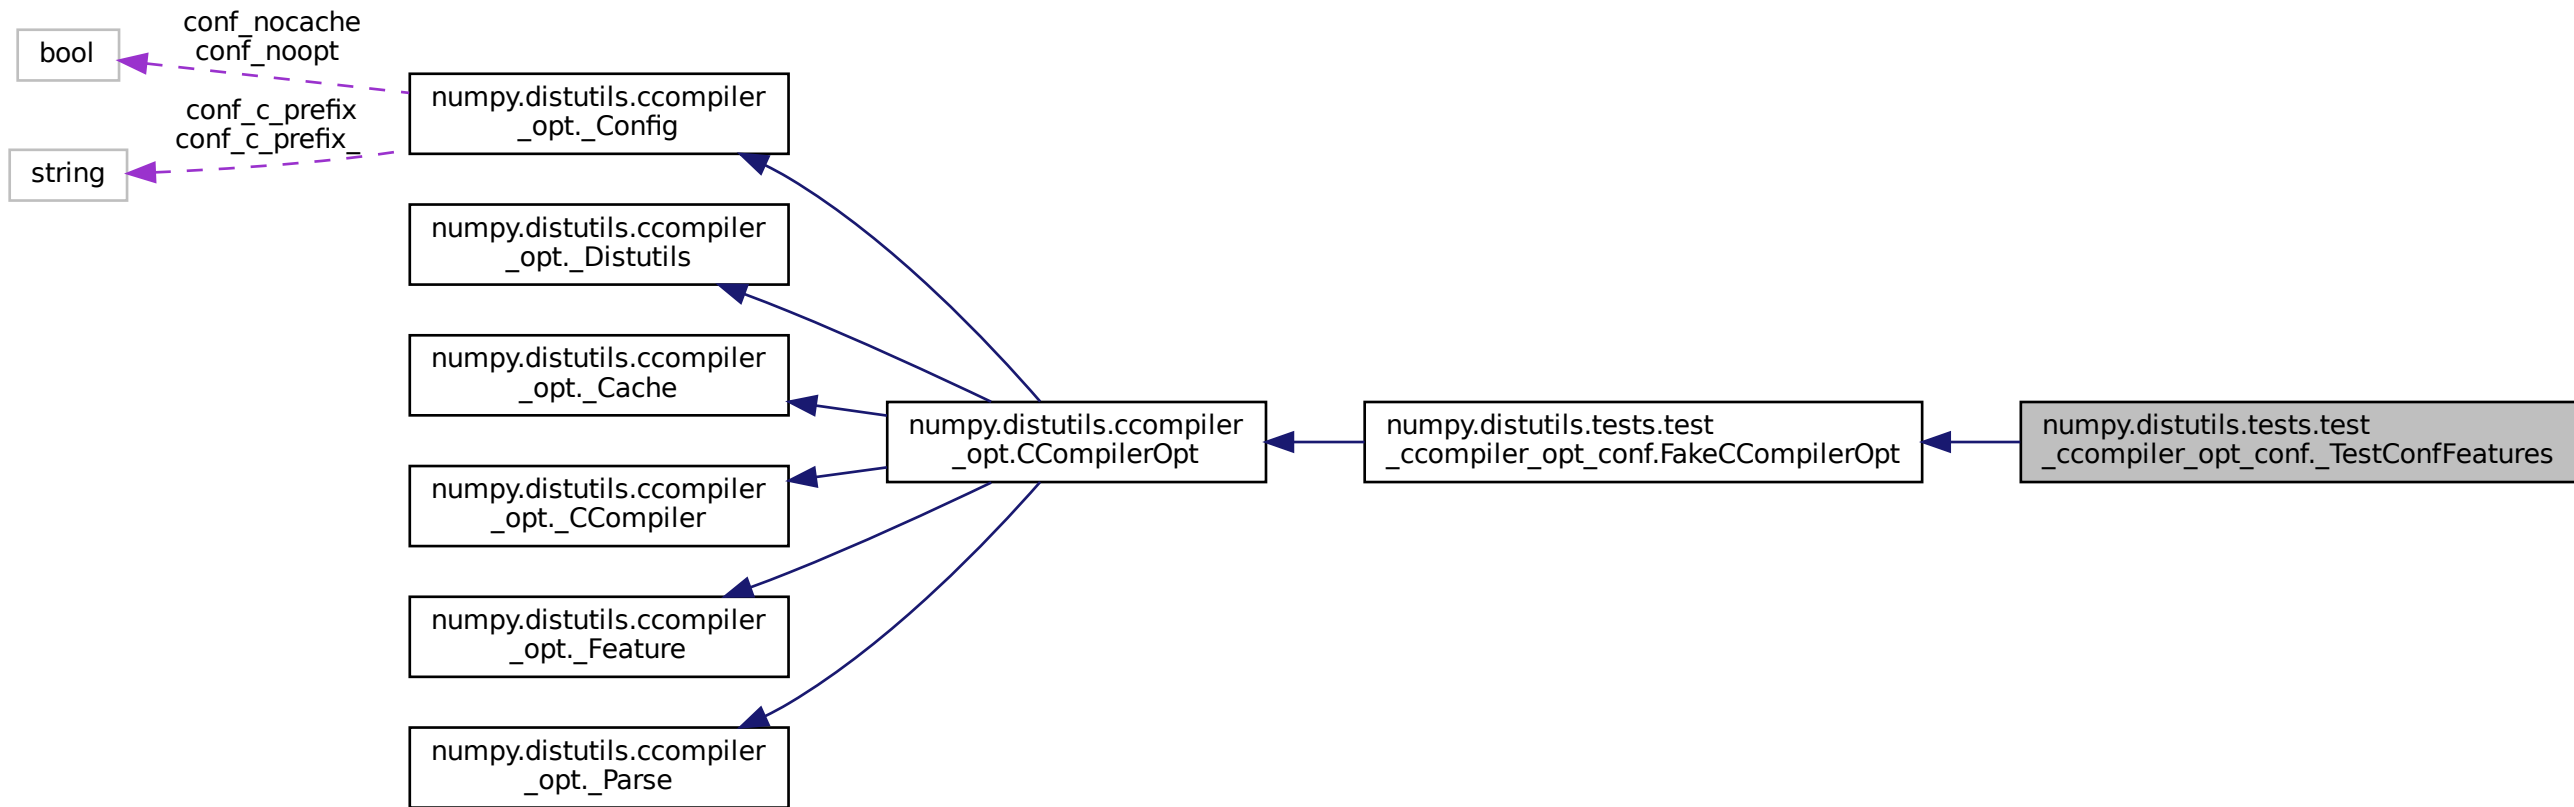 conf_nocache
conf_noopt
bool
conf_c_prefix
conf_c_prefix_
string
numpy.distutils.ccompiler
_opt._Config
numpy.distutils.ccompiler
_opt._Distutils
numpy.distutils.ccompiler
_opt._Cache
numpy.distutils.ccompiler
_opt._CCompiler
numpy.distutils.ccompiler
_opt._Feature
numpy.distutils.ccompiler
_opt._Parse
numpy.distutils.ccompiler
_opt.CCompilerOpt
numpy.distutils.tests.test
_ccompiler_opt_conf.FakeCCompilerOpt
numpy.distutils.tests.test
_ccompiler_opt_conf._TestConfFeatures